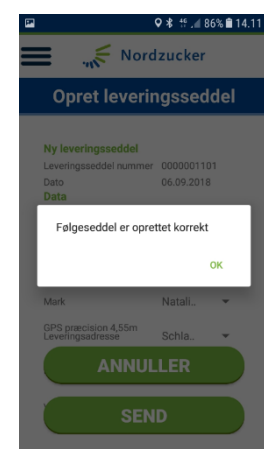 86% 14.11
Nordzucker
Opret leveringsseddel
Ny leveringsseddel
Leveringsseddel nummer 0000001101
Dato 06.09.2018
Data
Følgeseddel er oprettet korrekt
OK
Mark Natali..
GPS præcision 4,55m
Leveringsadresse Schla..
ANNULLER
SEND